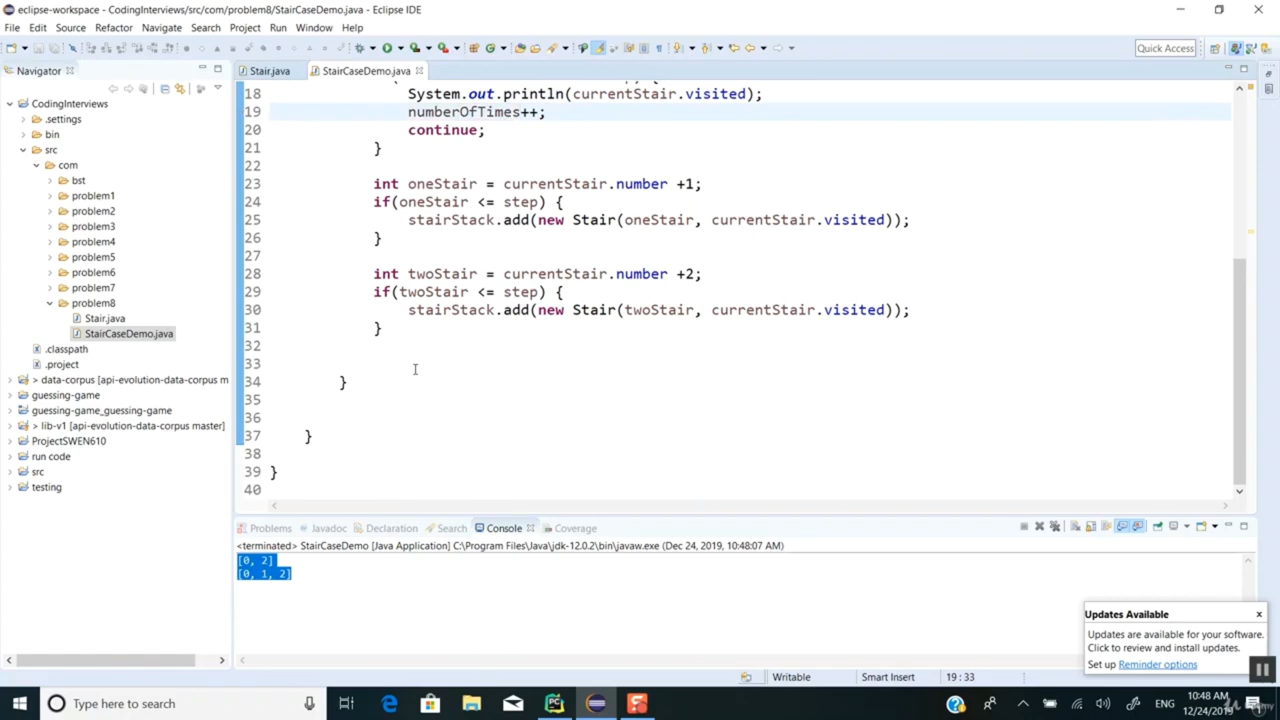 eclipse-workspace - CodingInterviews/src/com/problem8/StairCaseDemo.java - Eclipse IDE
File Edit Source Refactor Navigate Search Project Run Window Help
Quick Access
Navigator
Stair.java
StairCaseDemo.java
CodingInterviews
.settings
bin
src
com
bst
problem1
problem2
problem3
problem4
problem5
problem6
problem7
problem8
Stair.java
StairCaseDemo.java
.classpath
.project
> data-corpus [api-evolution-data-corpus m
guessing-game
guessing-game_guessing-game
> lib-v1 [api-evolution-data-corpus master]
ProjectSWEN610
run code
src
testing
18 System.out.println(currentStair.visited);
19 numberOfTimes++;
20 continue;
21 }
22
23 int oneStair = currentStair.number +1;
24 if(oneStair <= step) {
25 stairStack.add(new Stair(oneStair, currentStair.visited));
26 }
27
28 int twoStair = currentStair.number +2;
29 if(twoStair <= step) {
30 stairStack.add(new Stair(twoStair, currentStair.visited));
31 }
32
33
34 }
35
36
37 }
38
39 }
40
Problems Javadoc Declaration Search Console Coverage
<terminated> StairCaseDemo [Java Application] C:\Program Files\Java\jdk-12.0.2\bin\javaw.exe (Dec 24, 2019, 10:48:07 AM)
[0, 2]
[0, 1, 2]
Updates Available x
Updates are available for your software.
Click to review and install updates.
Set up Reminder options
Writable Smart Insert 19 : 33
Type here to search
ENG
10:48 AM
12/24/2019